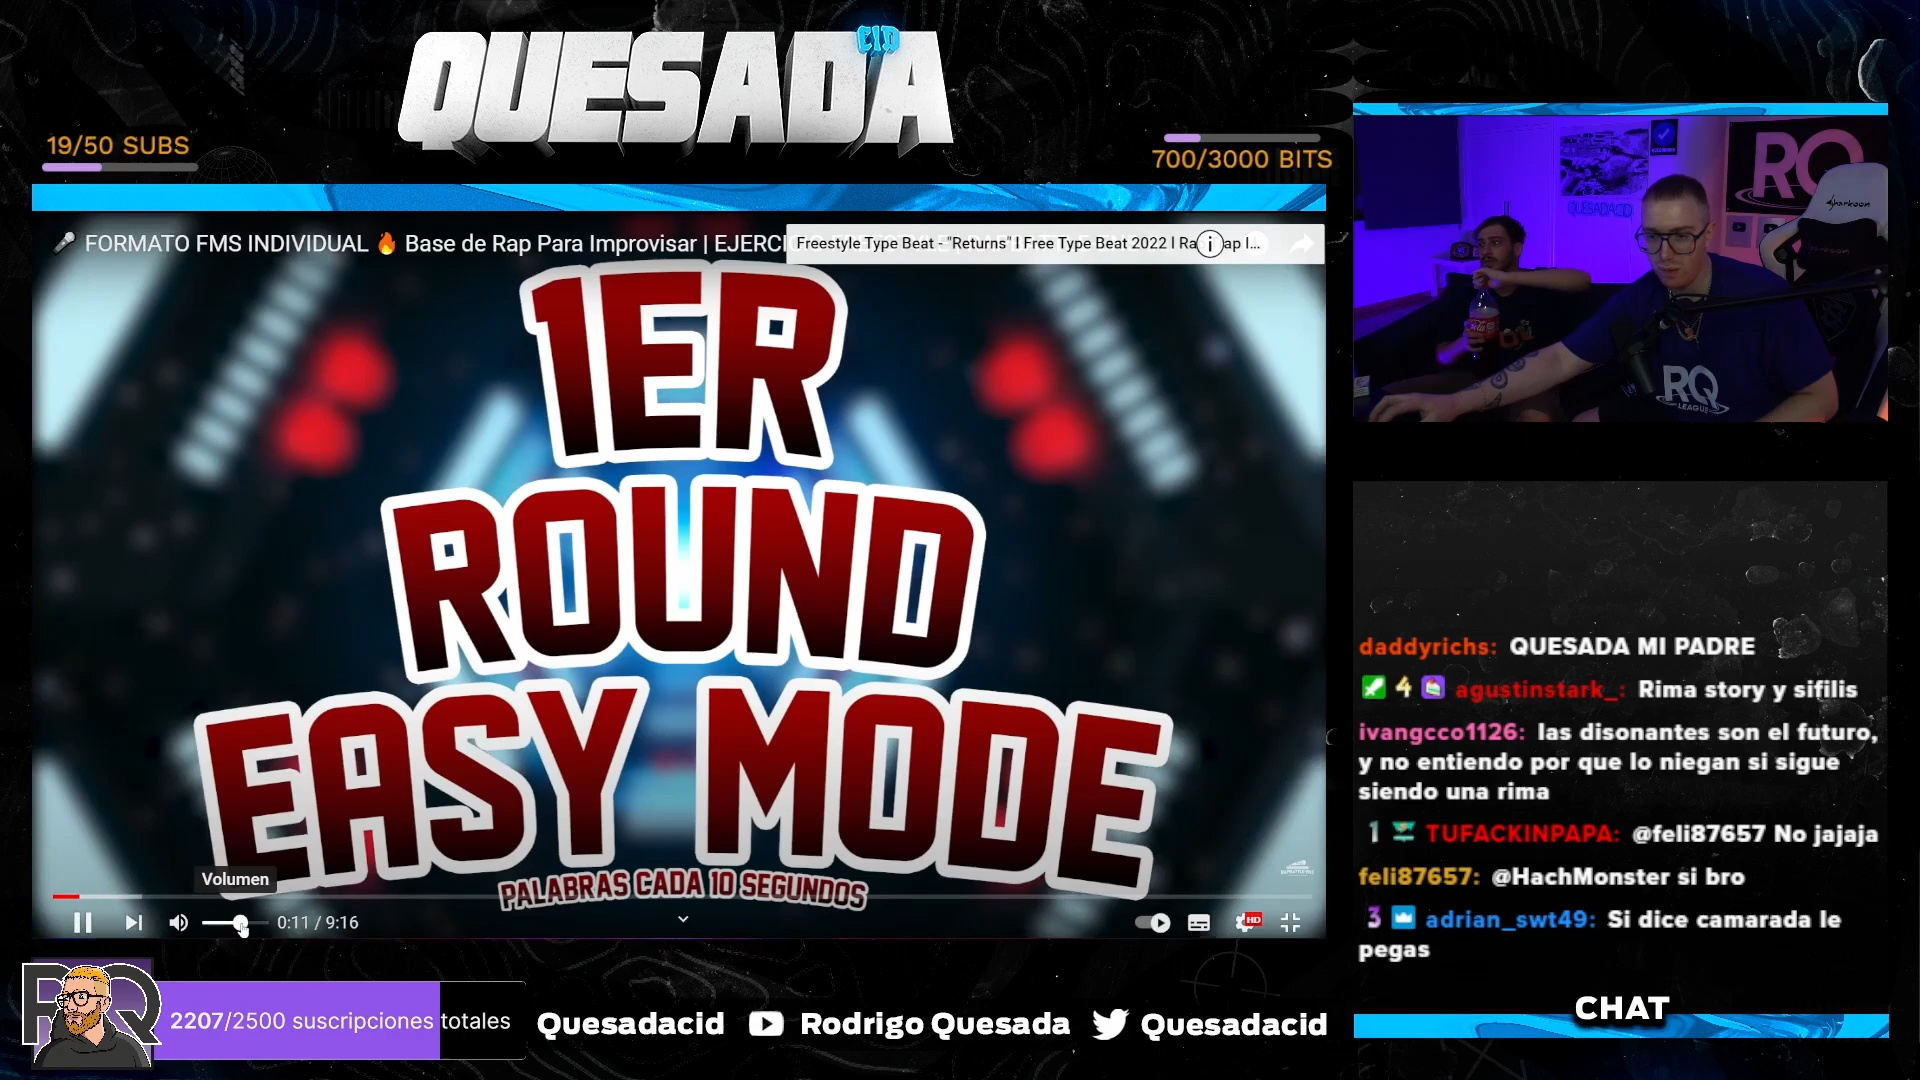 QUESADA
CID
19/50 SUBS
700/3000 BITS
🎤 FORMATO FMS INDIVIDUAL 🔥 Base de Rap Para Improvisar | EJERCI
Freestyle Type Beat - "Returns" l Free Type Beat 2022 l Ra
1ER
ROUND
EASY MODE
PALABRAS CADA 10 SEGUNDOS
Volumen
0:11 / 9:16
HD
QUESADACID
RQ
sharkoon
RQ
LEAGUE
daddyrichs: QUESADA MI PADRE
4 agustinstark_: Rima story y sifilis
ivangcco1126: las disonantes son el futuro,
y no entiendo por que lo niegan si sigue
siendo una rima
1 TUFACKINPAPA: @feli87657 No jajaja
feli87657: @HachMonster si bro
3 adrian_swt49: Si dice camarada le
pegas
CHAT
RQ
2207/2500 suscripciones totales
Quesadacid
Rodrigo Quesada
Quesadacid